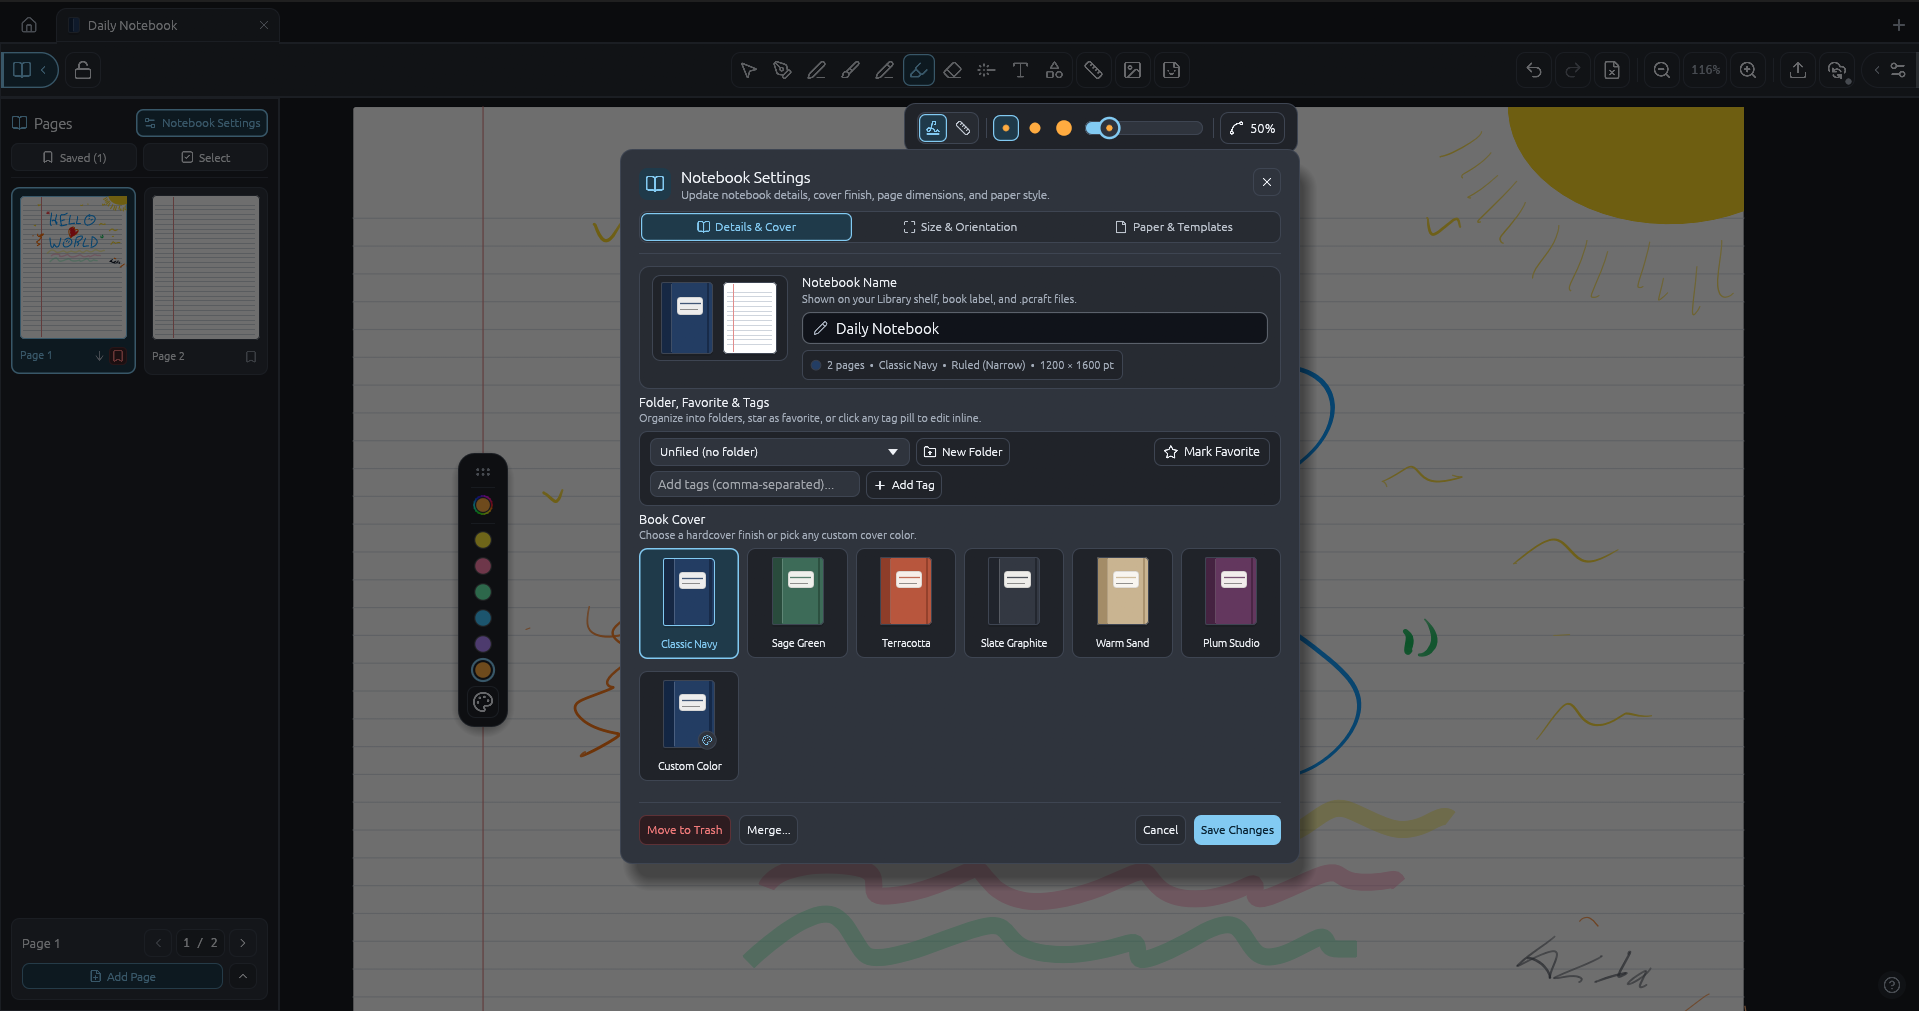 Daily Notebook
116%
Pages
Notebook Settings
Saved (1)
Select
HELLO
WORLD
Page 1
Page 2
50%
Notebook Settings
Update notebook details, cover finish, page dimensions, and paper style.
Details & Cover
Size & Orientation
Paper & Templates
Notebook Name
Shown on your Library shelf, book label, and .pcraft files.
Daily Notebook
2 pages • Classic Navy • Ruled (Narrow) • 1200 × 1600 pt
Folder, Favorite & Tags
Organize into folders, star as favorite, or click any tag pill to edit inline.
Unfiled (no folder)
New Folder
Mark Favorite
Add tags (comma-separated)...
Add Tag
Book Cover
Choose a hardcover finish or pick any custom cover color.
Classic Navy
Sage Green
Terracotta
Slate Graphite
Warm Sand
Plum Studio
Custom Color
Move to Trash
Merge...
Cancel
Save Changes
Page 1
1 / 2
Add Page